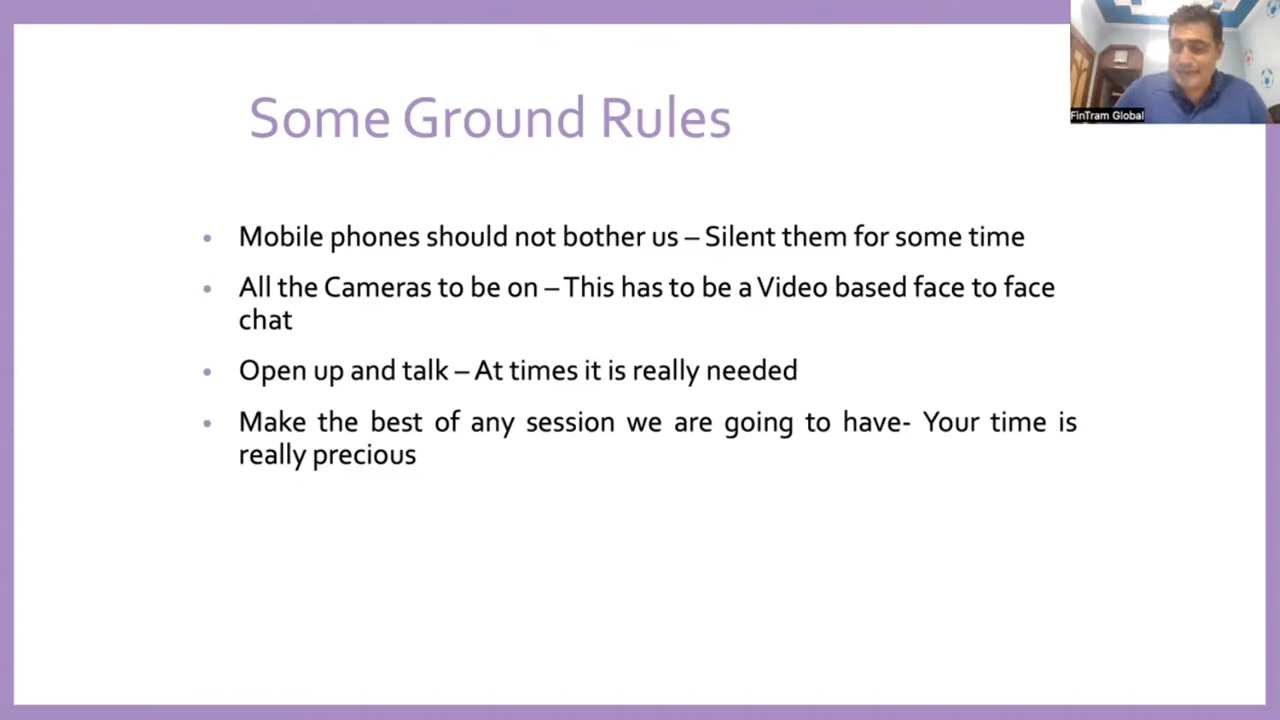 FinTram Global
Some Ground Rules
• Mobile phones should not bother us – Silent them for some time
• All the Cameras to be on – This has to be a Video based face to face
chat
• Open up and talk – At times it is really needed
• Make the best of any session we are going to have- Your time is
really precious